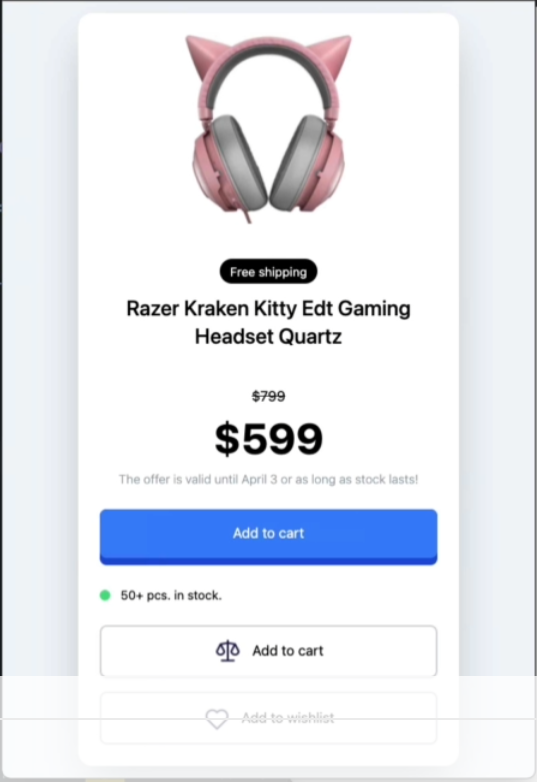 Free shipping
Razer Kraken Kitty Edt Gaming
Headset Quartz
$799
$599
The offer is valid until April 3 or as long as stock lasts!
Add to cart
50+ pcs. in stock.
Add to cart
Add to wishlist